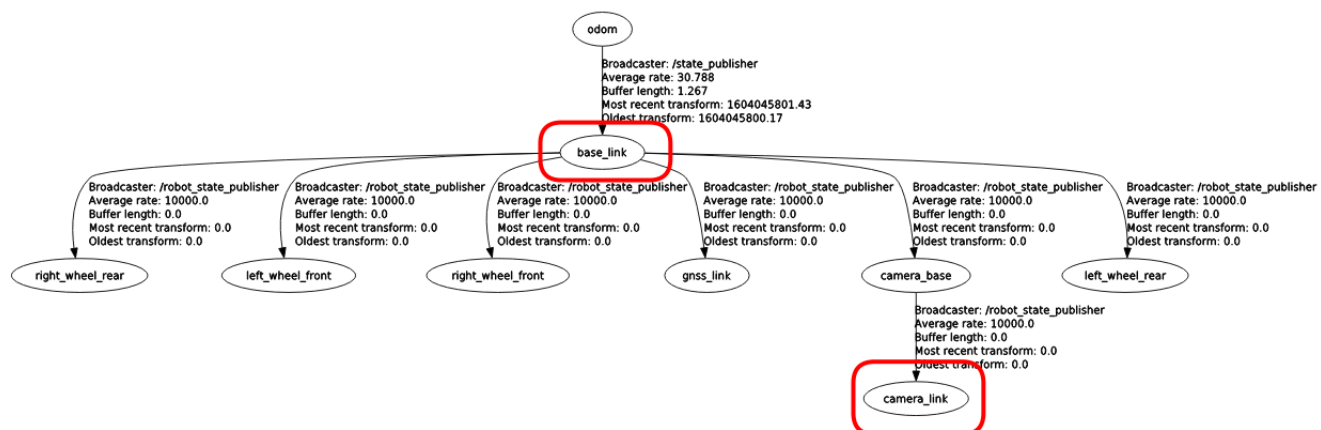 odom
Broadcaster: /state_publisher
Average rate: 30.788
Buffer length: 1.267
Most recent transform: 1604045801.43
Oldest transform: 1604045800.17
base_link
Broadcaster: /robot_state_publisher
Average rate: 10000.0
Buffer length: 0.0
Most recent transform: 0.0
Oldest transform: 0.0
Broadcaster: /robot_state_publisher
Average rate: 10000.0
Buffer length: 0.0
Most recent transform: 0.0
Oldest transform: 0.0
Broadcaster: /robot_state_publisher
Average rate: 10000.0
Buffer length: 0.0
Most recent transform: 0.0
Oldest transform: 0.0
Broadcaster: /robot_state_publisher
Average rate: 10000.0
Buffer length: 0.0
Most recent transform: 0.0
Oldest transform: 0.0
Broadcaster: /robot_state_publisher
Average rate: 10000.0
Buffer length: 0.0
Most recent transform: 0.0
Oldest transform: 0.0
Broadcaster: /robot_state_publisher
Average rate: 10000.0
Buffer length: 0.0
Most recent transform: 0.0
Oldest transform: 0.0
right_wheel_rear
left_wheel_front
right_wheel_front
gnss_link
camera_base
left_wheel_rear
Broadcaster: /robot_state_publisher
Average rate: 10000.0
Buffer length: 0.0
Most recent transform: 0.0
Oldest transform: 0.0
camera_link